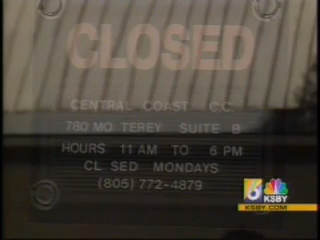 CLOSED
CENTRAL COAST C.C.
780 MO TEREY SUITE B
HOURS 11 AM TO 6 PM
CL SED MONDAYS
(805) 772-4879
6 KSBY
KSBY.COM